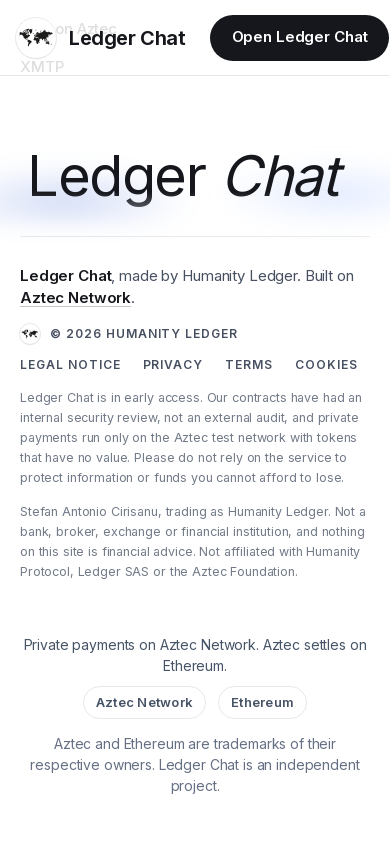 on Aztec
Ledger Chat
Open Ledger Chat
XMTP
Ledger Chat
Ledger Chat, made by Humanity Ledger. Built on
Aztec Network.
© 2026 HUMANITY LEDGER
LEGAL NOTICE PRIVACY TERMS COOKIES
Ledger Chat is in early access. Our contracts have had an
internal security review, not an external audit, and private
payments run only on the Aztec test network with tokens
that have no value. Please do not rely on the service to
protect information or funds you cannot afford to lose.
Stefan Antonio Cirisanu, trading as Humanity Ledger. Not a
bank, broker, exchange or financial institution, and nothing
on this site is financial advice. Not affiliated with Humanity
Protocol, Ledger SAS or the Aztec Foundation.
Private payments on Aztec Network. Aztec settles on
Ethereum.
Aztec Network Ethereum
Aztec and Ethereum are trademarks of their
respective owners. Ledger Chat is an independent
project.